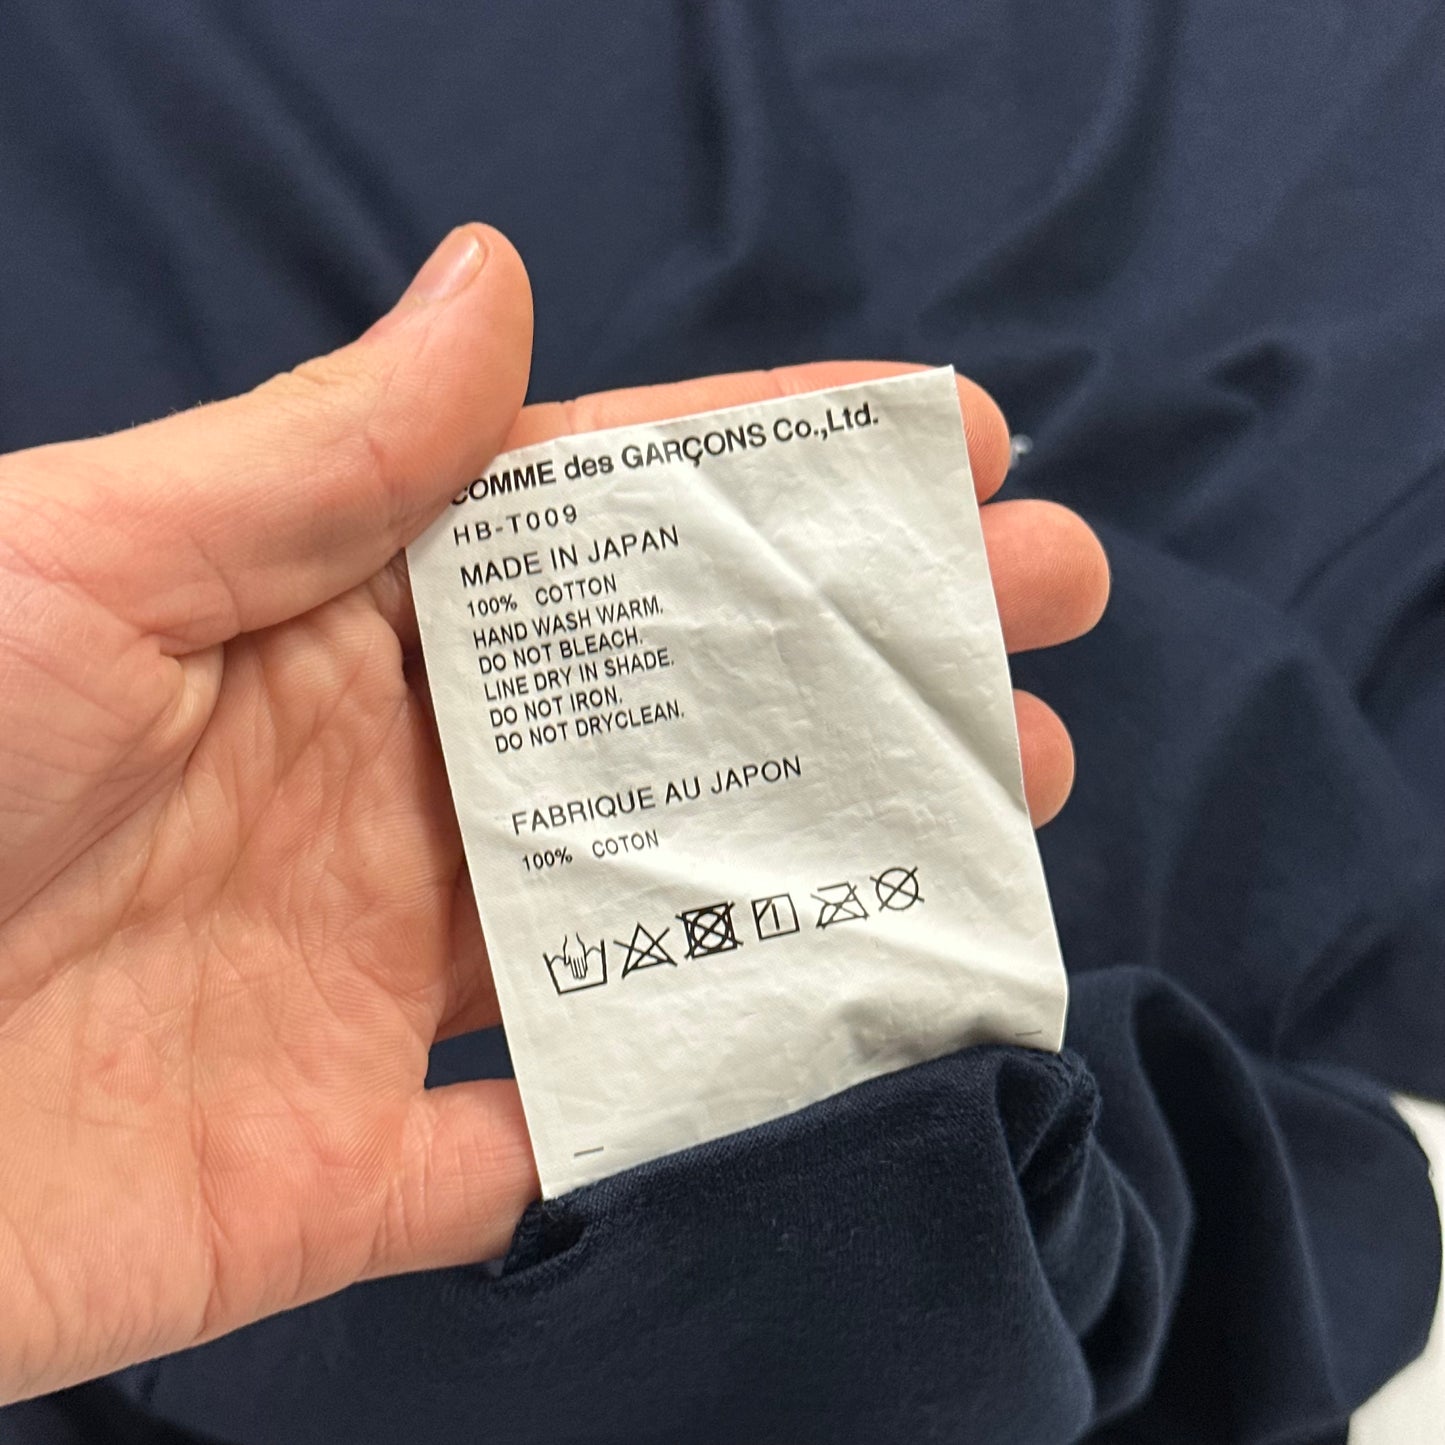 COMME des GARÇONS Co.,Ltd.
HB-T009
MADE IN JAPAN
100% COTTON
HAND WASH WARM.
DO NOT BLEACH.
LINE DRY IN SHADE.
DO NOT IRON.
DO NOT DRYCLEAN.
FABRIQUE AU JAPON
100% COTON